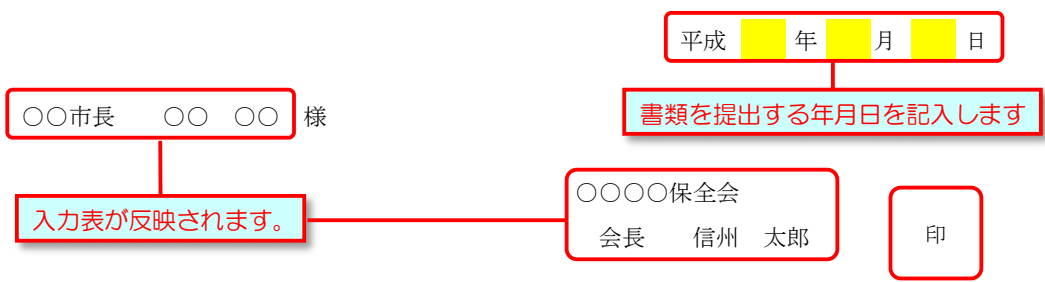 平成 年 月 日
書類を提出する年月日を記入します
○○市長 ○○ ○○ 様
入力表が反映されます。
○○○○保全会
会長 信州 太郎
印